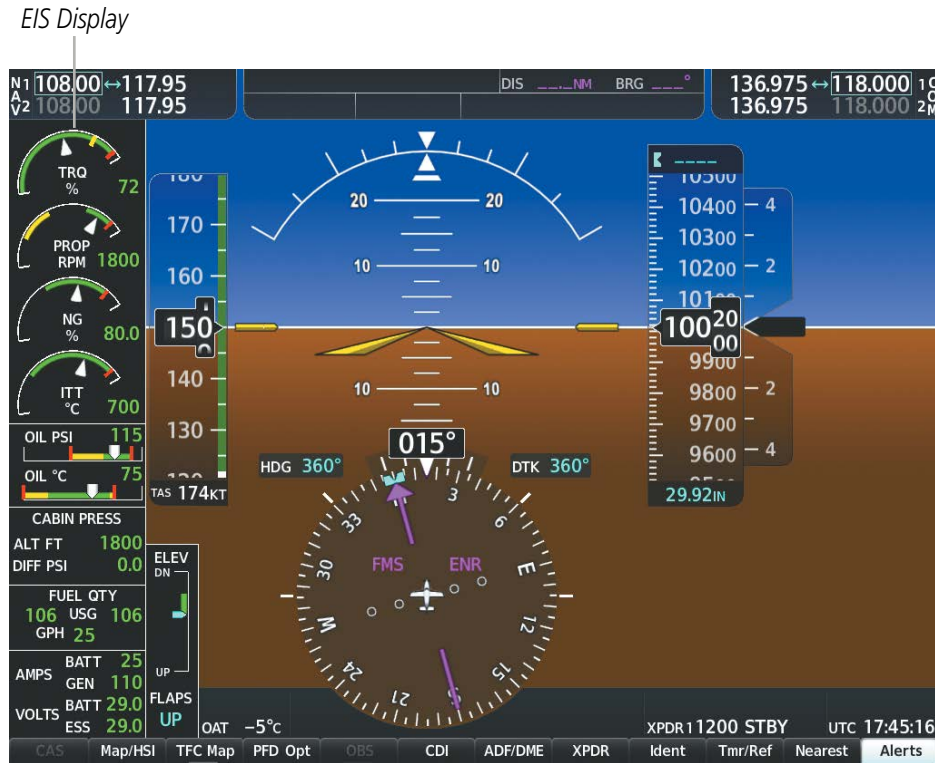 EIS Display
N1 108.00 ↔ 117.95
DIS __._NM BRG ___°
136.975 ↔ 118.000 1C
A
V2 108.00 117.95
136.975 118.000 2M
O
TRQ
%
72
PROP
RPM 1800
NG
%
80.0
ITT
°C
700
OIL PSI 115
OIL °C 75
CABIN PRESS
ALT FT 1800
DIFF PSI 0.0
FUEL QTY
106 USG 106
GPH 25
AMPS
BATT 25
GEN 110
VOLTS
BATT 29.0
ESS 29.0
ELEV
DN
UP
FLAPS
UP
170
160
150
140
130
TAS 174KT
20 20
10 10
10 10
10500
10400
10300
10200
10020
00
9900
9800
9700
9600
29.92IN
4
2
2
4
015°
HDG 360°
DTK 360°
3
6
E
12
15
S
21
24
W
30
33
FMS ENR
OAT -5°C
XPDR1 1200 STBY
UTC 17:45:16
CAS Map/HSI TFC Map PFD Opt OBS CDI ADF/DME XPDR Ident Tmr/Ref Nearest Alerts